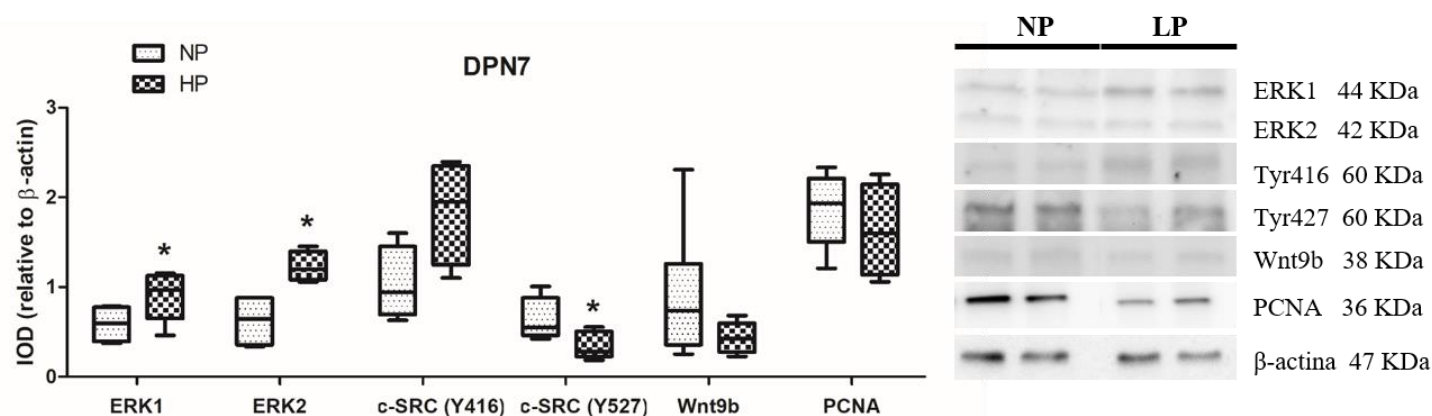 NP
HP
DPN7
IOD (relative to β-actin)
3
2
1
0
*
*
*
ERK1
ERK2
c-SRC (Y416)
c-SRC (Y527)
Wnt9b
PCNA
NP
LP
ERK1 44 KDa
ERK2 42 KDa
Tyr416 60 KDa
Tyr427 60 KDa
Wnt9b 38 KDa
PCNA 36 KDa
β-actina 47 KDa